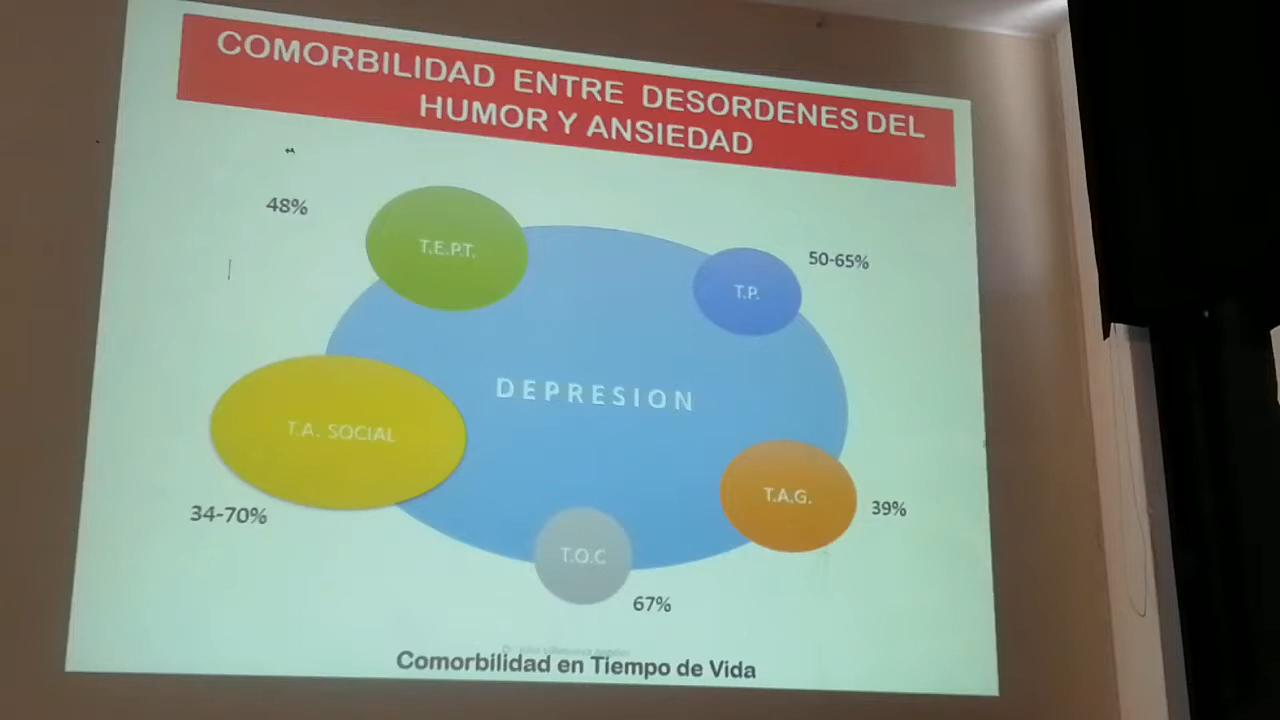 COMORBILIDAD ENTRE DESORDENES DEL
HUMOR Y ANSIEDAD
48%
T.E.P.T.
T.P.
50-65%
DEPRESION
T.A. SOCIAL
34-70%
T.A.G.
39%
T.O.C
67%
Comorbilidad en Tiempo de Vida